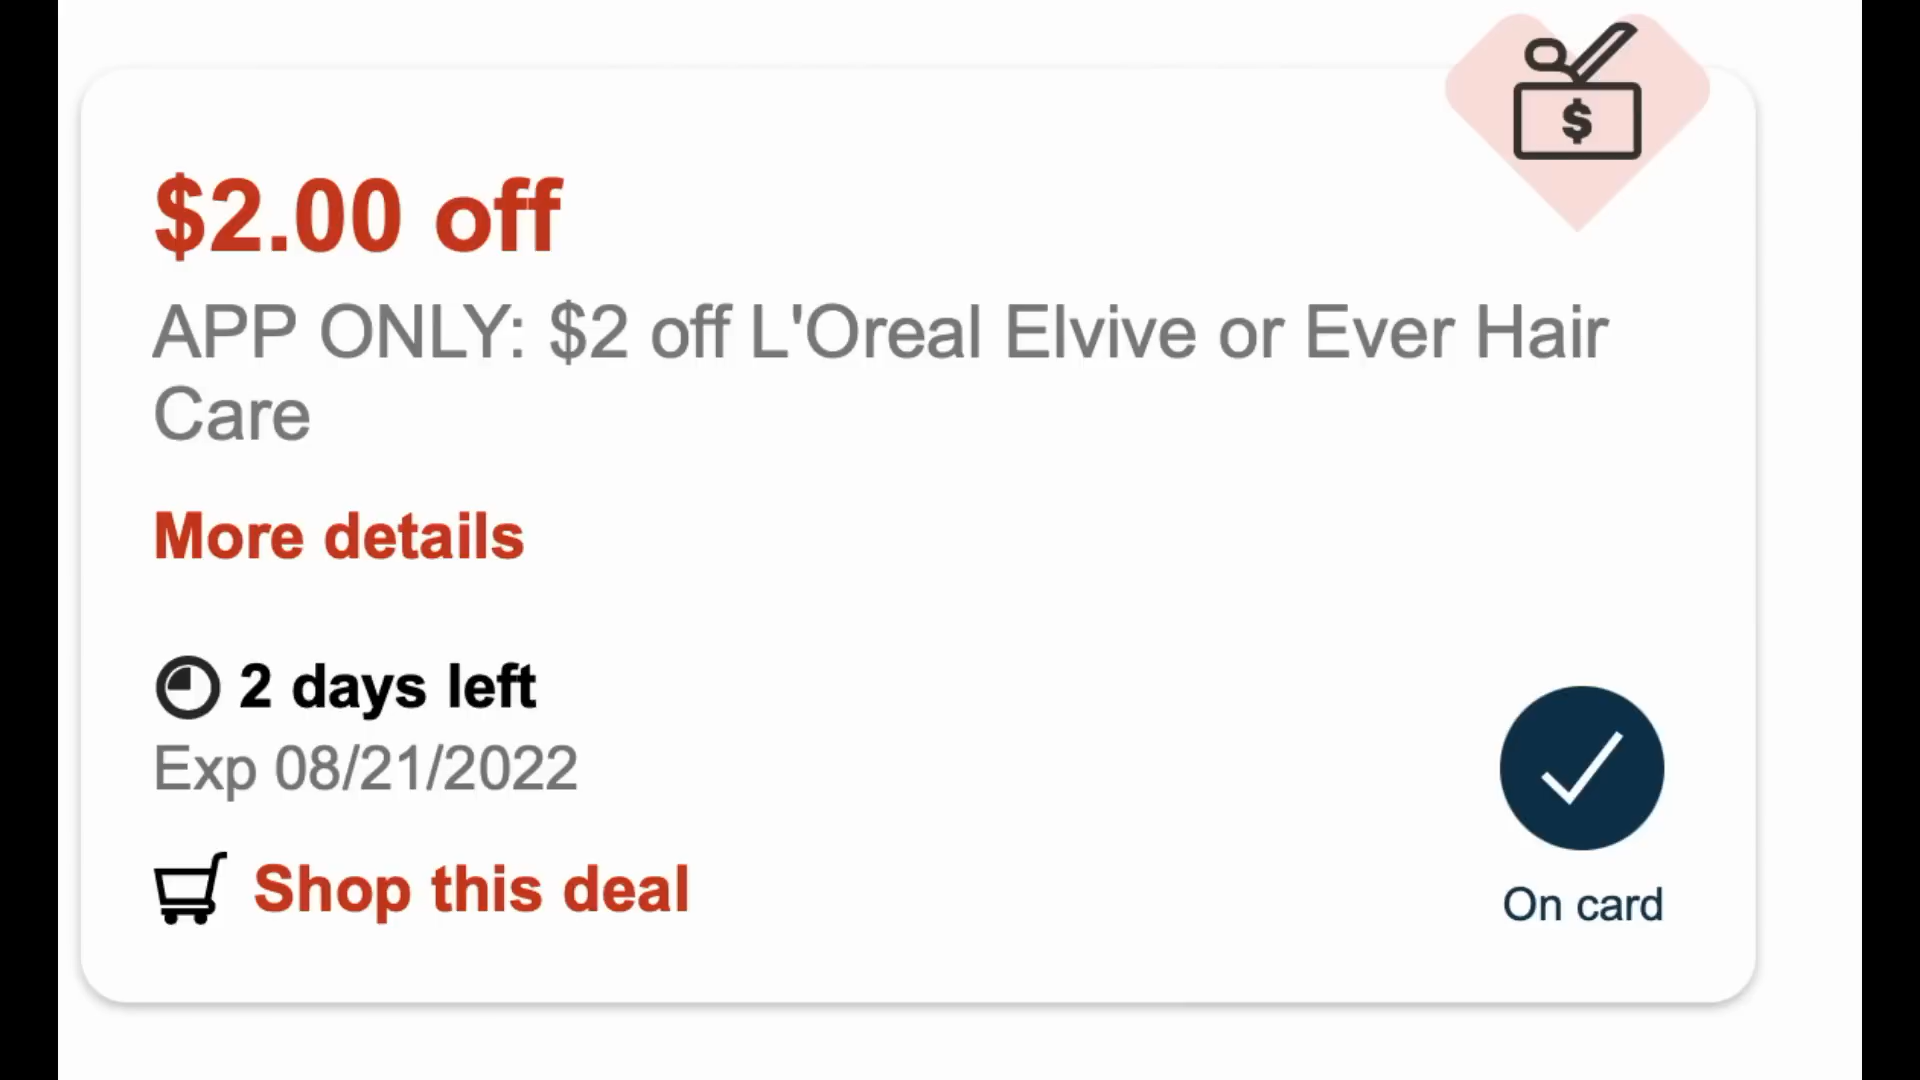 $
$2.00 off
APP ONLY: $2 off L'Oreal Elvive or Ever Hair
Care
More details
2 days left
Exp 08/21/2022
Shop this deal
On card